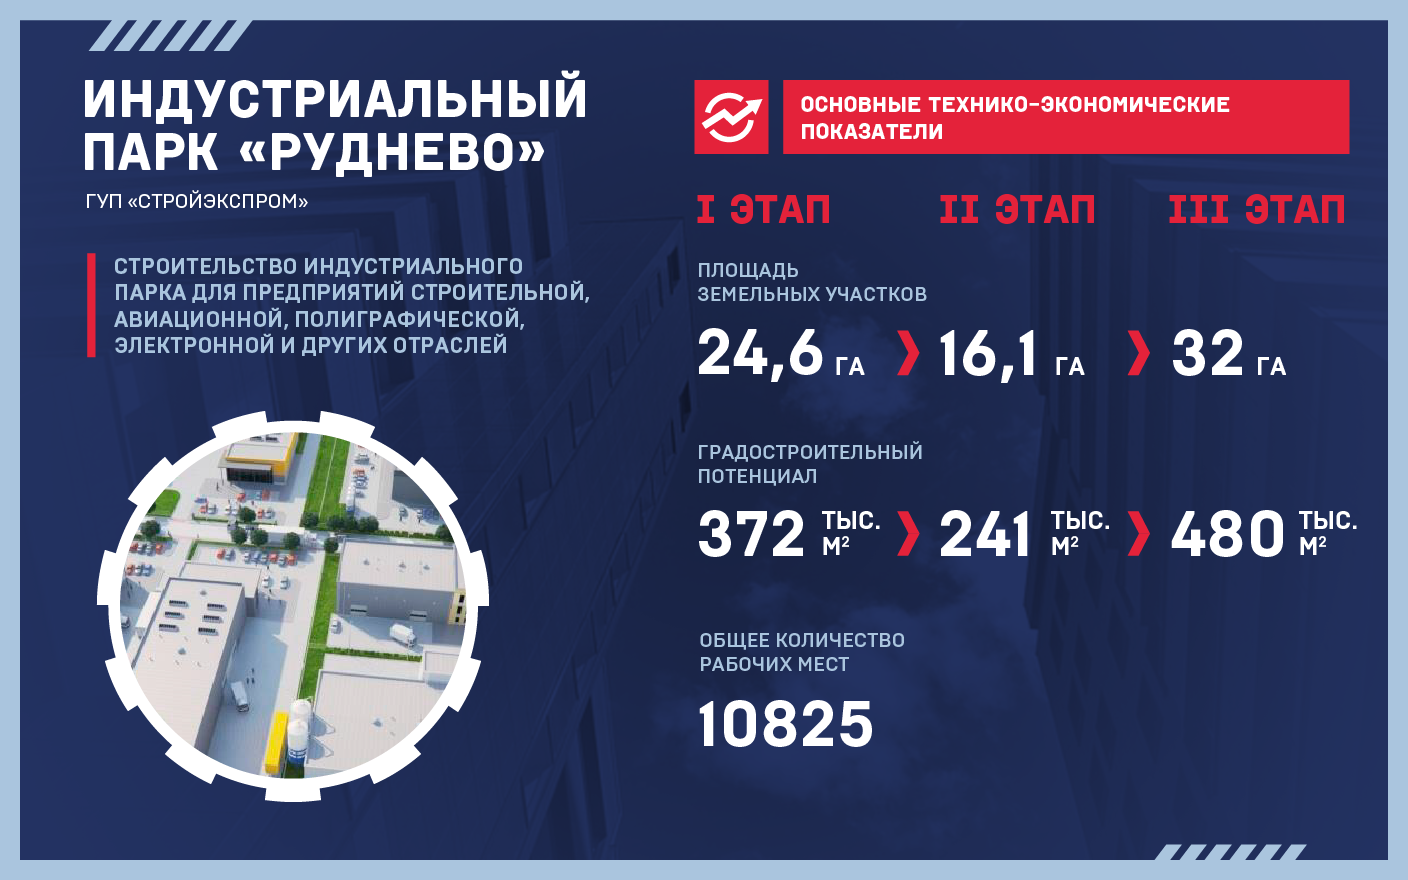 ИНДУСТРИАЛЬНЫЙ
ПАРК «РУДНЕВО»
ГУП «СТРОЙЭКСПРОМ»
СТРОИТЕЛЬСТВО ИНДУСТРИАЛЬНОГО
ПАРКА ДЛЯ ПРЕДПРИЯТИЙ СТРОИТЕЛЬНОЙ,
АВИАЦИОННОЙ, ПОЛИГРАФИЧЕСКОЙ,
ЭЛЕКТРОННОЙ И ДРУГИХ ОТРАСЛЕЙ
ОСНОВНЫЕ ТЕХНИКО-ЭКОНОМИЧЕСКИЕ
ПОКАЗАТЕЛИ
I ЭТАП II ЭТАП III ЭТАП
ПЛОЩАДЬ
ЗЕМЕЛЬНЫХ УЧАСТКОВ
24,6 ГА 16,1 ГА 32 ГА
ГРАДОСТРОИТЕЛЬНЫЙ
ПОТЕНЦИАЛ
372 ТЫС. М² 241 ТЫС. М² 480 ТЫС. М²
ОБЩЕЕ КОЛИЧЕСТВО
РАБОЧИХ МЕСТ
10825